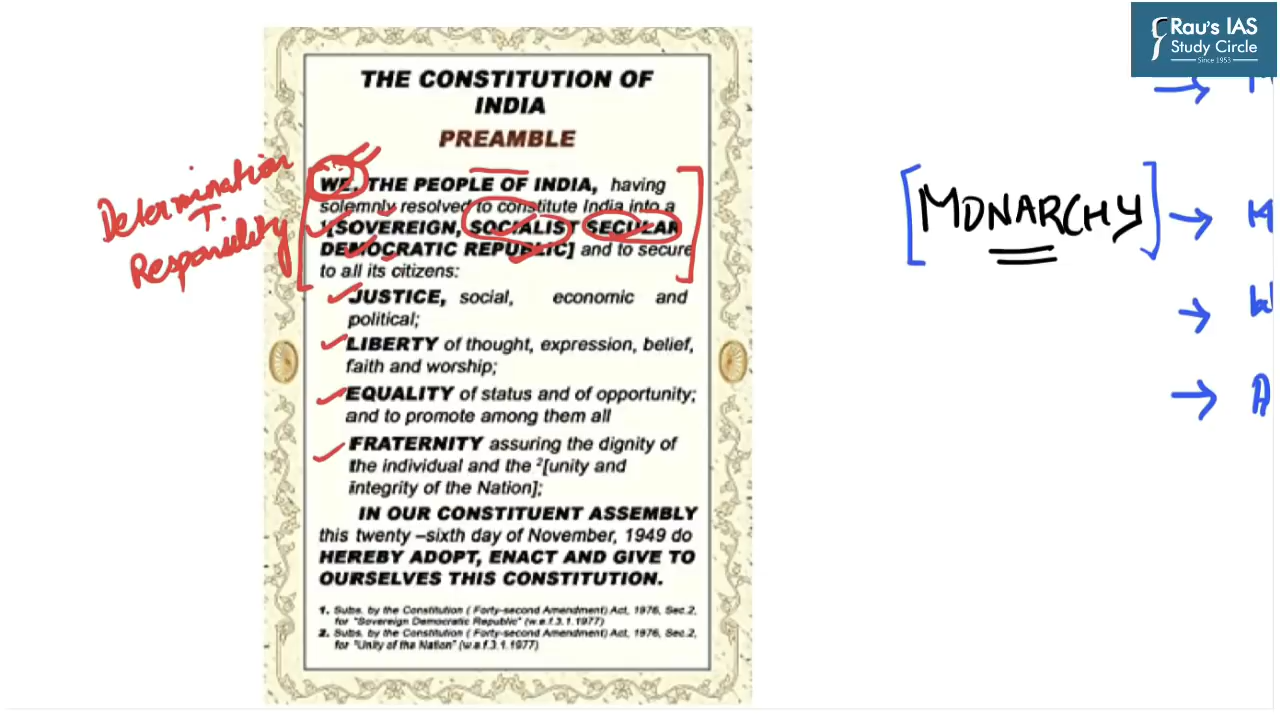 Rau's IAS
Study Circle
Since 1953
THE CONSTITUTION OF
INDIA
PREAMBLE
WE, THE PEOPLE OF INDIA, having
solemnly resolved to constitute India into a
¹[SOVEREIGN, SOCIALIST SECULAR
DEMOCRATIC REPUBLIC] and to secure
to all its citizens:
JUSTICE, social, economic and
political;
LIBERTY of thought, expression, belief,
faith and worship;
EQUALITY of status and of opportunity;
and to promote among them all
FRATERNITY assuring the dignity of
the individual and the ²[unity and
integrity of the Nation];
IN OUR CONSTITUENT ASSEMBLY
this twenty –sixth day of November, 1949 do
HEREBY ADOPT, ENACT AND GIVE TO
OURSELVES THIS CONSTITUTION.
1. Subs. by the Constitution ( Forty-second Amendment) Act, 1976, Sec.2,
for "Sovereign Democratic Republic" (w.e.f.3.1.1977)
2. Subs. by the Constitution ( Forty-second Amendment) Act, 1976, Sec.2,
for "Unity of the Nation" (w.e.f.3.1.1977)
Determination
+
Responsibility
[MONARCHY]